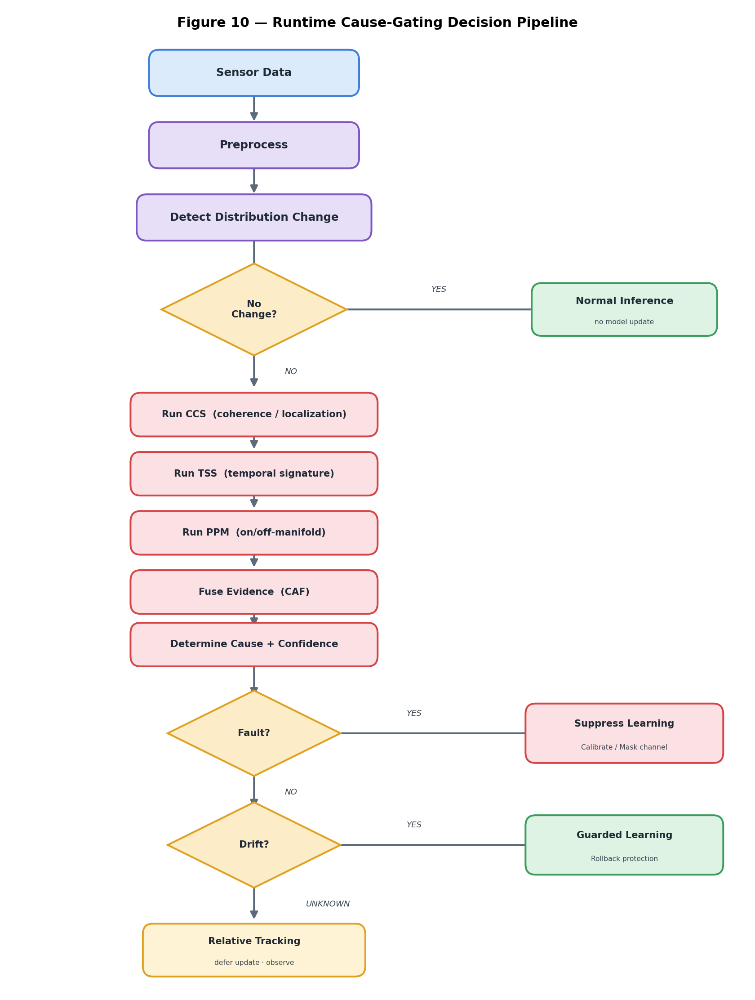 Figure 10 — Runtime Cause-Gating Decision Pipeline
Sensor Data
Preprocess
Detect Distribution Change
No
Change?
YES
Normal Inference
no model update
NO
Run CCS (coherence / localization)
Run TSS (temporal signature)
Run PPM (on/off-manifold)
Fuse Evidence (CAF)
Determine Cause + Confidence
Fault?
YES
Suppress Learning
Calibrate / Mask channel
NO
Drift?
YES
Guarded Learning
Rollback protection
UNKNOWN
Relative Tracking
defer update · observe